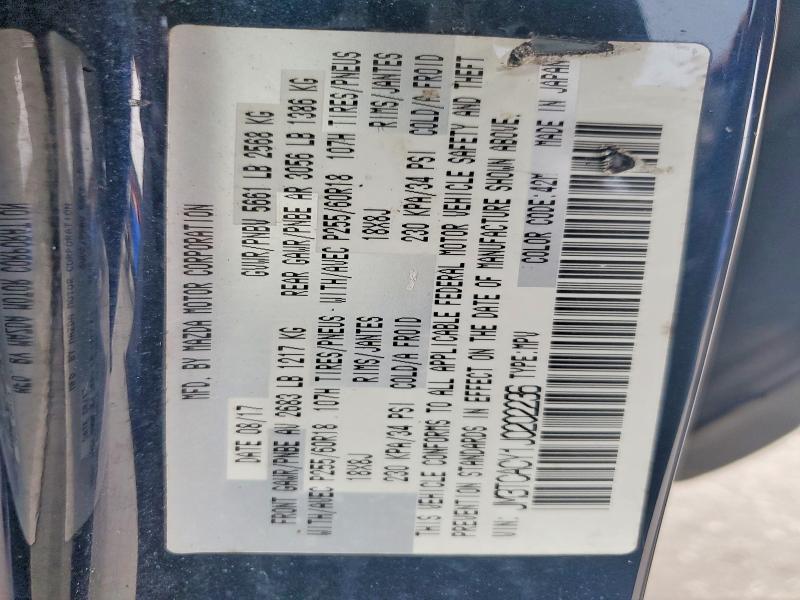 MFD. BY MAZDA MOTOR CORPORATION
DATE 08/17 GVWR/PNBV 5661 LB 2568 KG
FRONT GAWR/PNBE AV 2683 LB 1217 KG REAR GAWR/PNBE AR 3056 LB 1386 KG
WITH/AVEC P255/60R18 107H TIRES/PNEUS - WITH/AVEC P255/60R18 107H TIRES/PNEUS
18X8J RIMS/JANTES 18X8J RIMS/JANTES
230 KPA/34 PSI COLD/A FROID 230 KPA/34 PSI COLD/A FROID
THIS VEHICLE CONFORMS TO ALL APPLICABLE FEDERAL MOTOR VEHICLE SAFETY AND THEFT
PREVENTION STANDARDS IN EFFECT ON THE DATE OF MANUFACTURE SHOWN ABOVE.
VIN: JM3TCACY1J0202236 TYPE:MPV COLOR CODE:42M MADE IN JAPAN